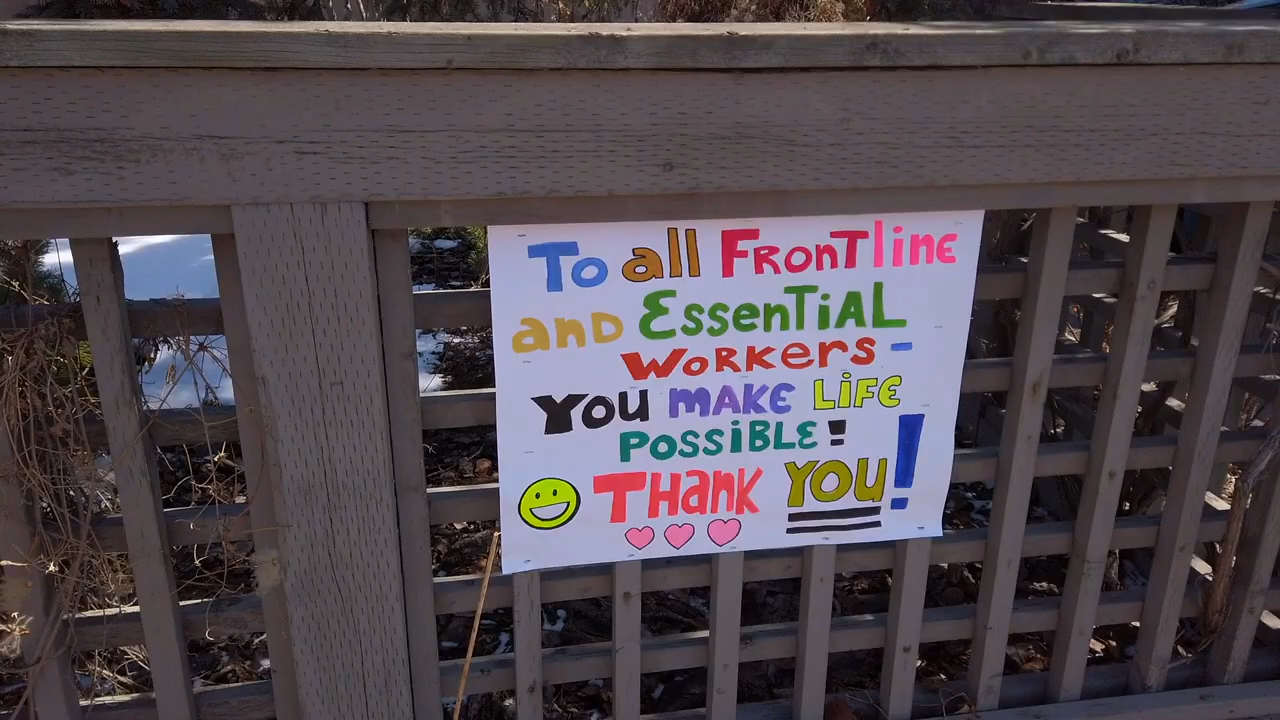 To all Frontline
and Essential
Workers -
You make life
possible!
Thank you!